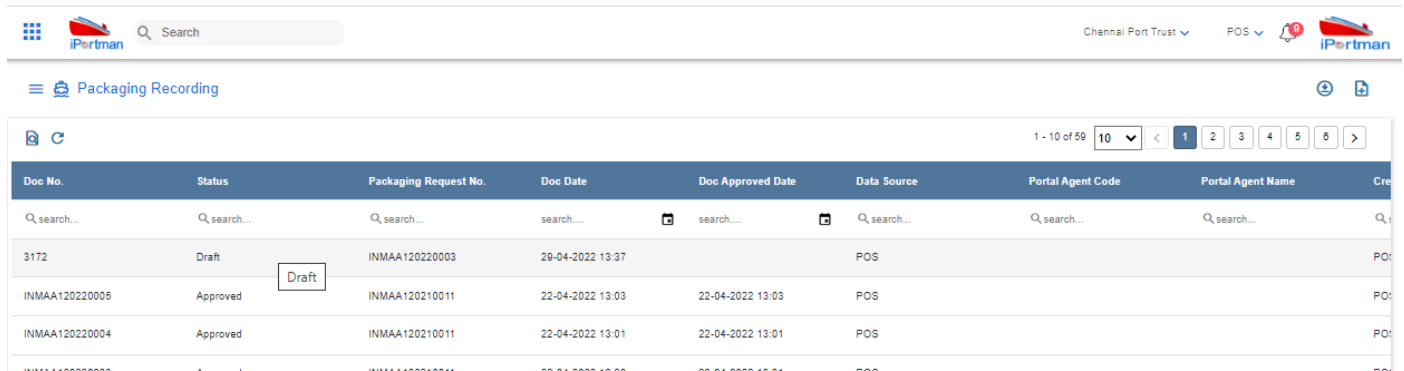 iPortman Search Chennai Port Trust POS 9 iPortman
Packaging Recording
1 - 10 of 59 10 < 1 2 3 4 5 6 >
Doc No. Status Packaging Request No. Doc Date Doc Approved Date Data Source Portal Agent Code Portal Agent Name Cre
search... search... search... search.... search.... search... search... search...
3172 Draft INMAA120220003 29-04-2022 13:37 POS
Draft
INMAA120220005 Approved INMAA120210011 22-04-2022 13:03 22-04-2022 13:03 POS
INMAA120220004 Approved INMAA120210011 22-04-2022 13:01 22-04-2022 13:01 POS